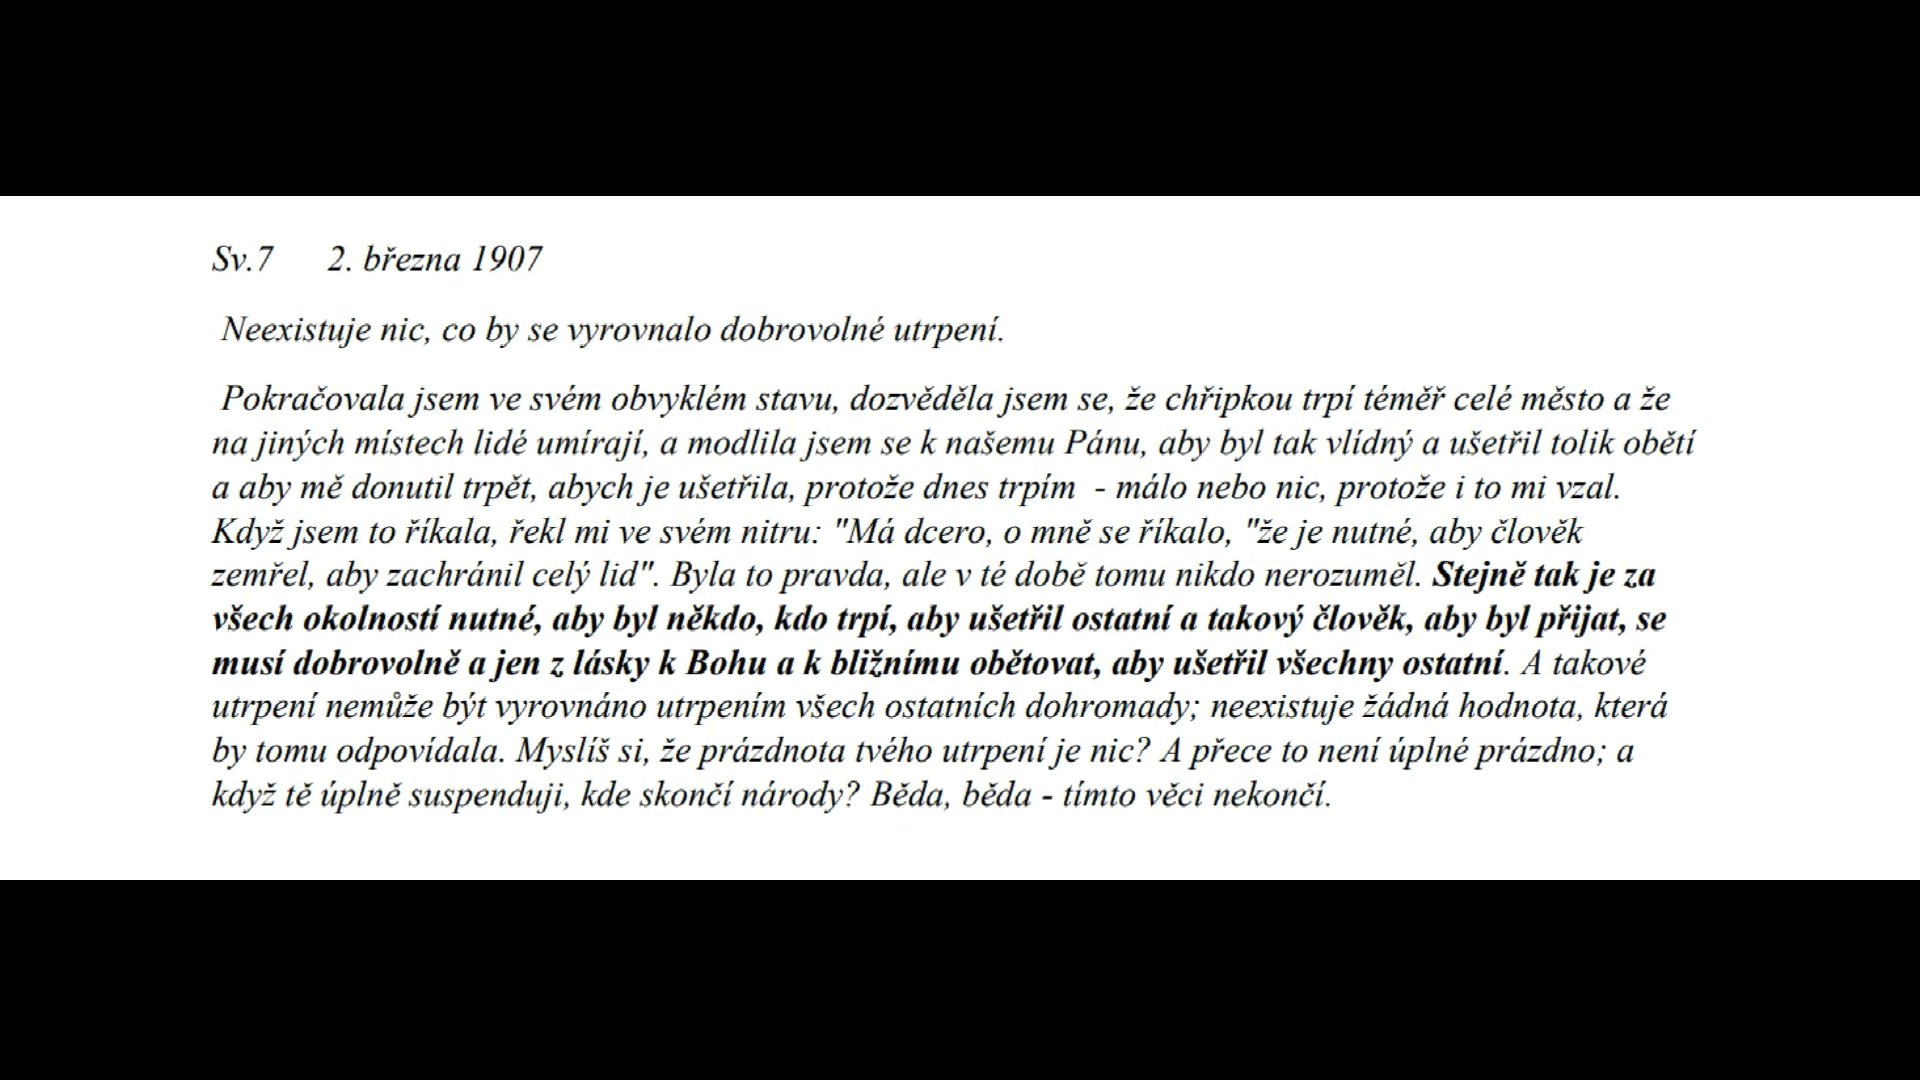 Sv.7 2. března 1907
Neexistuje nic, co by se vyrovnalo dobrovolné utrpení.
Pokračovala jsem ve svém obvyklém stavu, dozvěděla jsem se, že chřipkou trpí téměř celé město a že
na jiných místech lidé umírají, a modlila jsem se k našemu Pánu, aby byl tak vlídný a ušetřil tolik obětí
a aby mě donutil trpět, abych je ušetřila, protože dnes trpím - málo nebo nic, protože i to mi vzal.
Když jsem to říkala, řekl mi ve svém nitru: "Má dcero, o mně se říkalo, "že je nutné, aby člověk
zemřel, aby zachránil celý lid". Byla to pravda, ale v té době tomu nikdo nerozuměl. Stejně tak je za
všech okolností nutné, aby byl někdo, kdo trpí, aby ušetřil ostatní a takový člověk, aby byl přijat, se
musí dobrovolně a jen z lásky k Bohu a k bližnímu obětovat, aby ušetřil všechny ostatní. A takové
utrpení nemůže být vyrovnáno utrpením všech ostatních dohromady; neexistuje žádná hodnota, která
by tomu odpovídala. Myslíš si, že prázdnota tvého utrpení je nic? A přece to není úplné prázdno; a
když tě úplně suspenduji, kde skončí národy? Běda, běda - tímto věci nekončí.